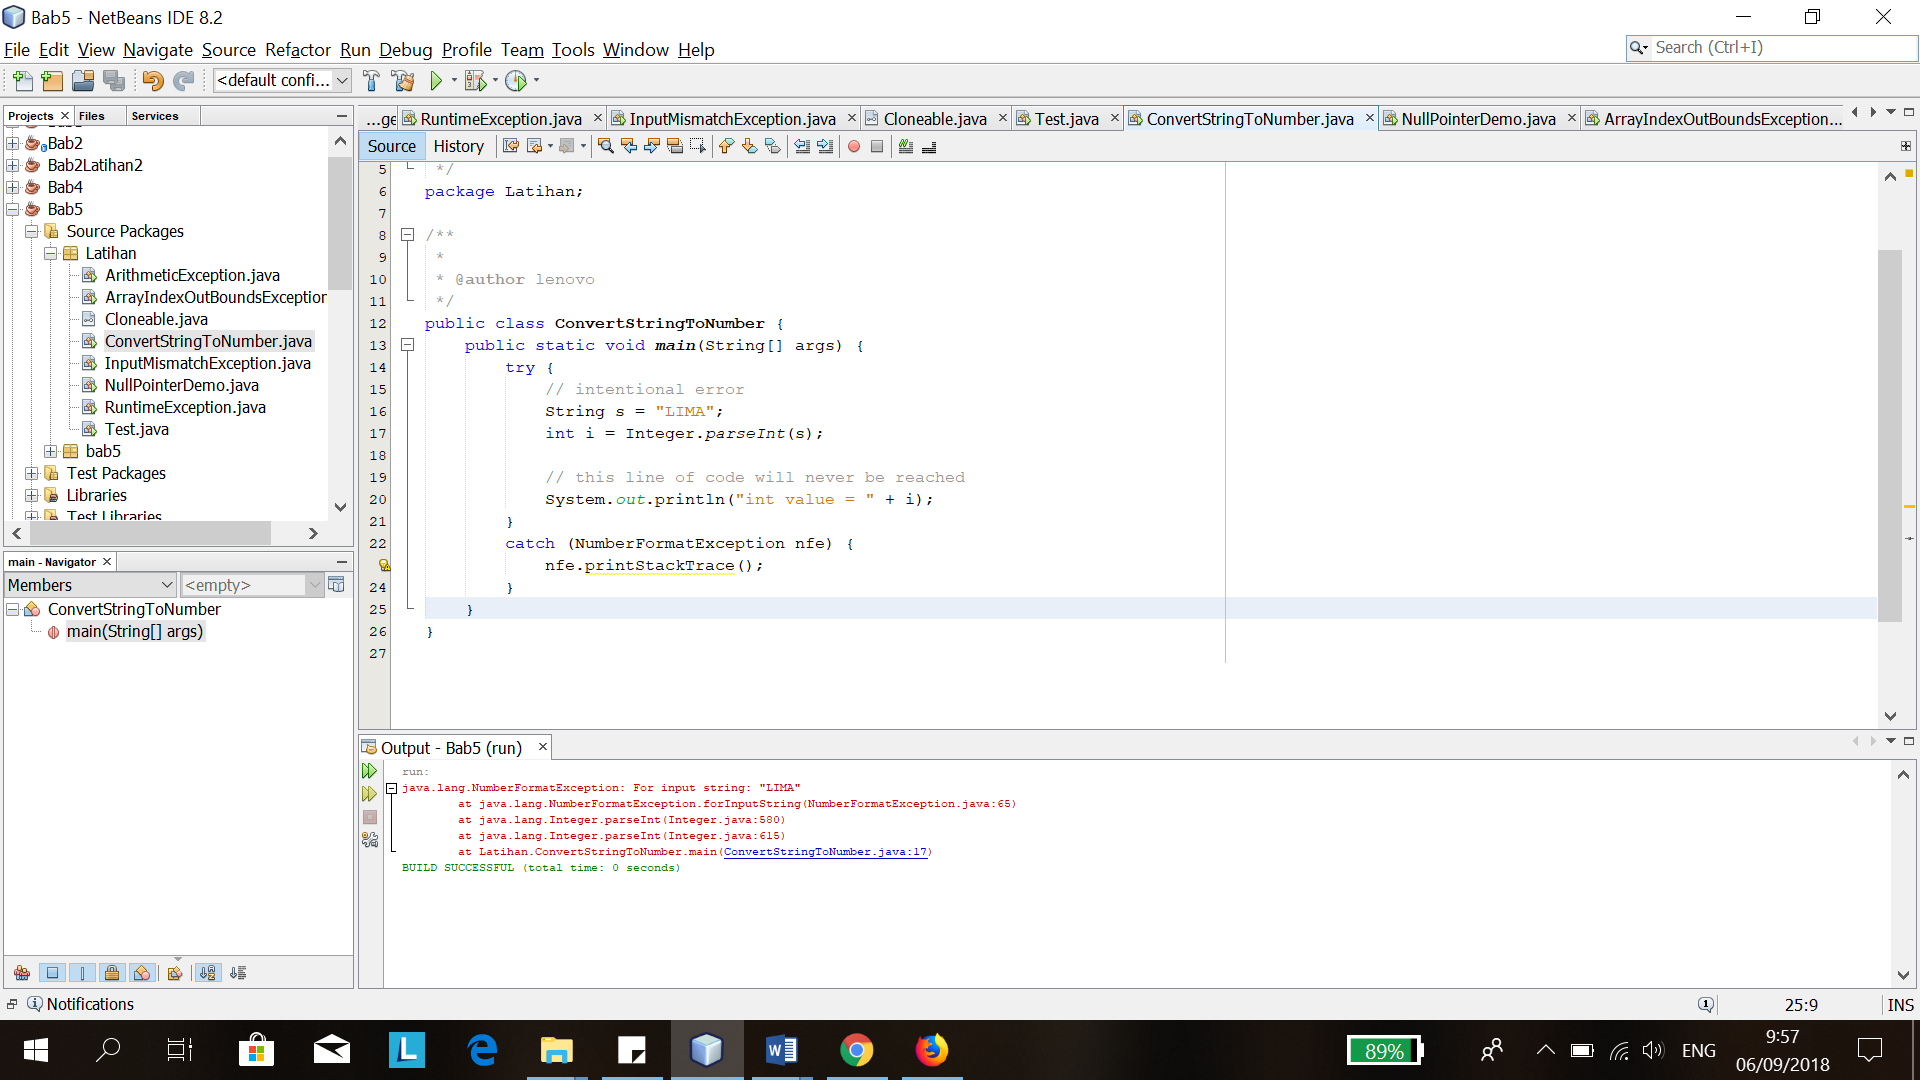 Bab5 - NetBeans IDE 8.2
File Edit View Navigate Source Refactor Run Debug Profile Team Tools Window Help
Search (Ctrl+I)
<default confi...
Projects Files Services
Bab2
Bab2Latihan2
Bab4
Bab5
Source Packages
Latihan
ArithmeticException.java
ArrayIndexOutBoundsException
Cloneable.java
ConvertStringToNumber.java
InputMismatchException.java
NullPointerDemo.java
RuntimeException.java
Test.java
bab5
Test Packages
Libraries
Test Libraries
main - Navigator
Members <empty>
ConvertStringToNumber
main(String[] args)
...ge RuntimeException.java InputMismatchException.java Cloneable.java Test.java ConvertStringToNumber.java NullPointerDemo.java ArrayIndexOutBoundsException...
Source History
5 */
6 package Latihan;
7
8 /**
9 *
10 * @author lenovo
11 */
12 public class ConvertStringToNumber {
13 public static void main(String[] args) {
14 try {
15 // intentional error
16 String s = "LIMA";
17 int i = Integer.parseInt(s);
18
19 // this line of code will never be reached
20 System.out.println("int value = " + i);
21 }
22 catch (NumberFormatException nfe) {
nfe.printStackTrace();
24 }
25 }
26 }
27
Output - Bab5 (run)
run:
java.lang.NumberFormatException: For input string: "LIMA"
at java.lang.NumberFormatException.forInputString(NumberFormatException.java:65)
at java.lang.Integer.parseInt(Integer.java:580)
at java.lang.Integer.parseInt(Integer.java:615)
at Latihan.ConvertStringToNumber.main(ConvertStringToNumber.java:17)
BUILD SUCCESSFUL (total time: 0 seconds)
Notifications
25:9 INS
89%
ENG
9:57
06/09/2018